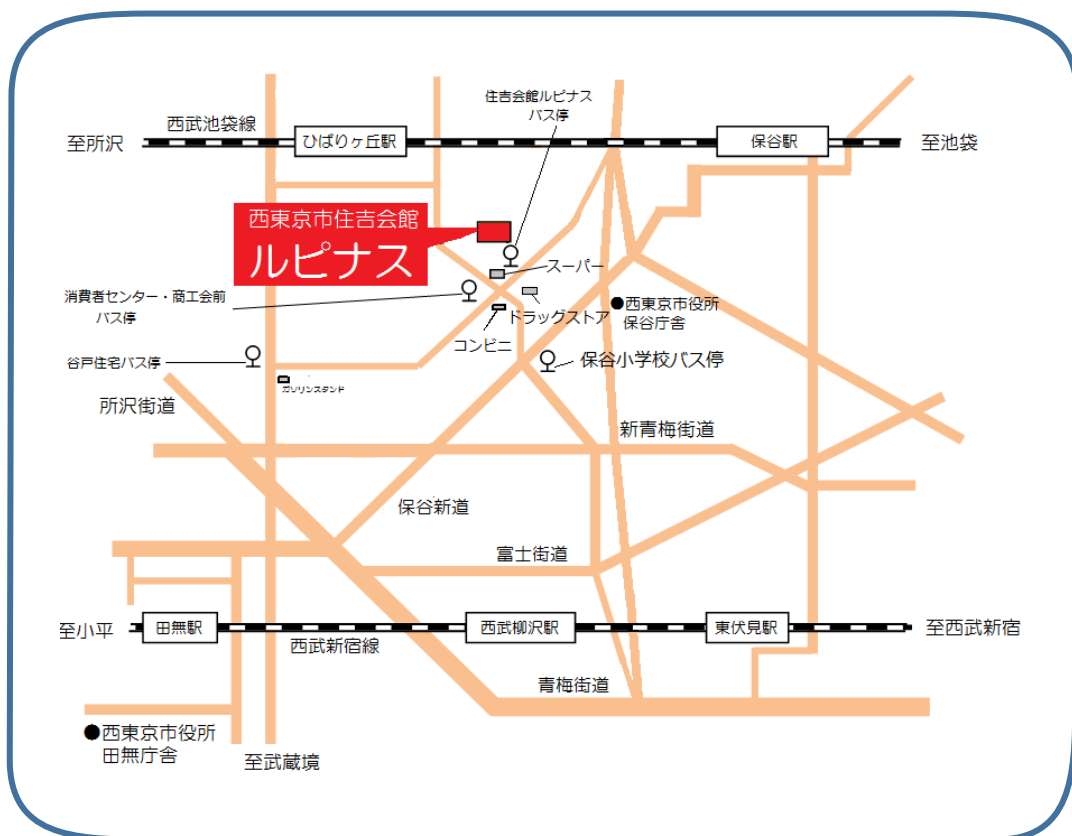 住吉会館ルピナス
バス停
西武池袋線
至所沢
ひばりヶ丘駅
保谷駅
至池袋
西東京市住吉会館
ルピナス
スーパー
消費者センター・商工会前
バス停
ドラッグストア
●西東京市役所
保谷庁舎
コンビニ
谷戸住宅バス停
保谷小学校バス停
ガソリンスタンド
所沢街道
新青梅街道
保谷新道
富士街道
至小平
田無駅
西武柳沢駅
東伏見駅
至西武新宿
西武新宿線
青梅街道
●西東京市役所
田無庁舎
至武蔵境